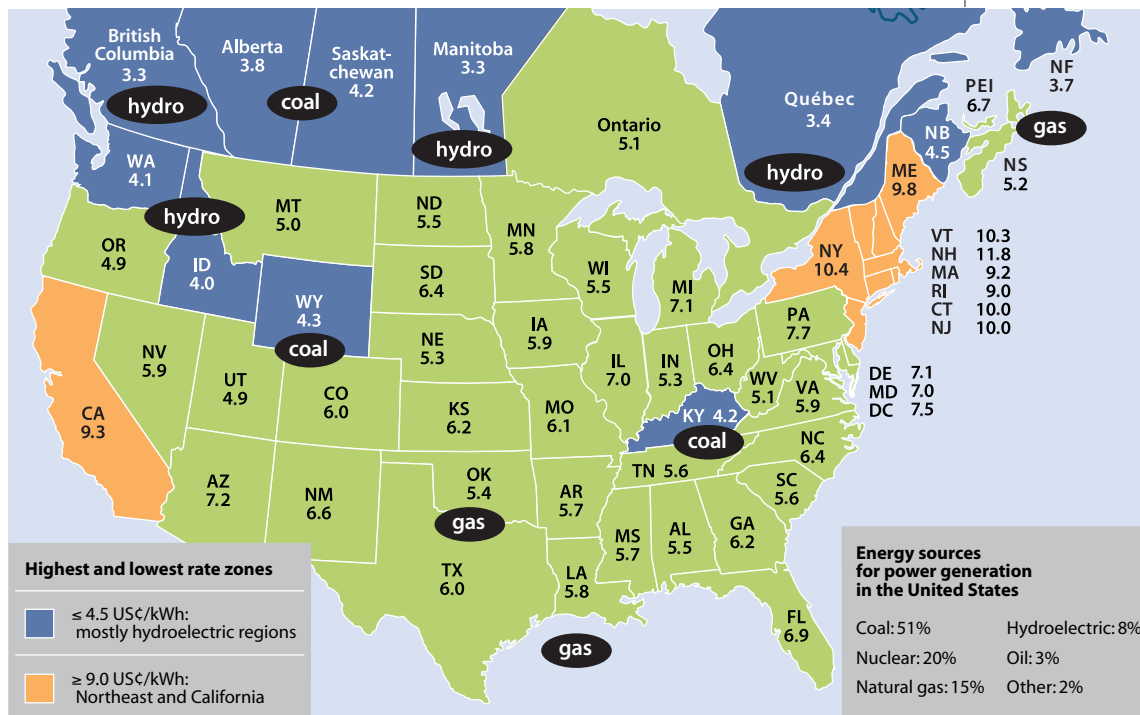 British
Columbia
3.3
hydro
Alberta
3.8
coal
Saskat-
chewan
4.2
Manitoba
3.3
hydro
Ontario
5.1
Québec
3.4
hydro
NF
3.7
PEI
6.7
gas
NB
4.5
NS
5.2
ME
9.8
WA
4.1
hydro
MT
5.0
ND
5.5
MN
5.8
OR
4.9
ID
4.0
WY
4.3
coal
SD
6.4
WI
5.5
MI
7.1
NY
10.4
VT 10.3
NH 11.8
MA 9.2
RI 9.0
CT 10.0
NJ 10.0
PA
7.7
NV
5.9
UT
4.9
CO
6.0
NE
5.3
IA
5.9
IL
7.0
IN
5.3
OH
6.4
WV
5.1
VA
5.9
DE 7.1
MD 7.0
DC 7.5
CA
9.3
KS
6.2
MO
6.1
KY 4.2
coal
NC
6.4
TN 5.6
SC
5.6
AZ
7.2
NM
6.6
OK
5.4
gas
AR
5.7
MS
5.7
AL
5.5
GA
6.2
TX
6.0
LA
5.8
FL
6.9
gas
Highest and lowest rate zones
≤ 4.5 US¢/kWh:
mostly hydroelectric regions
≥ 9.0 US¢/kWh:
Northeast and California
Energy sources
for power generation
in the United States
Coal: 51% Hydroelectric: 8%
Nuclear: 20% Oil: 3%
Natural gas: 15% Other: 2%